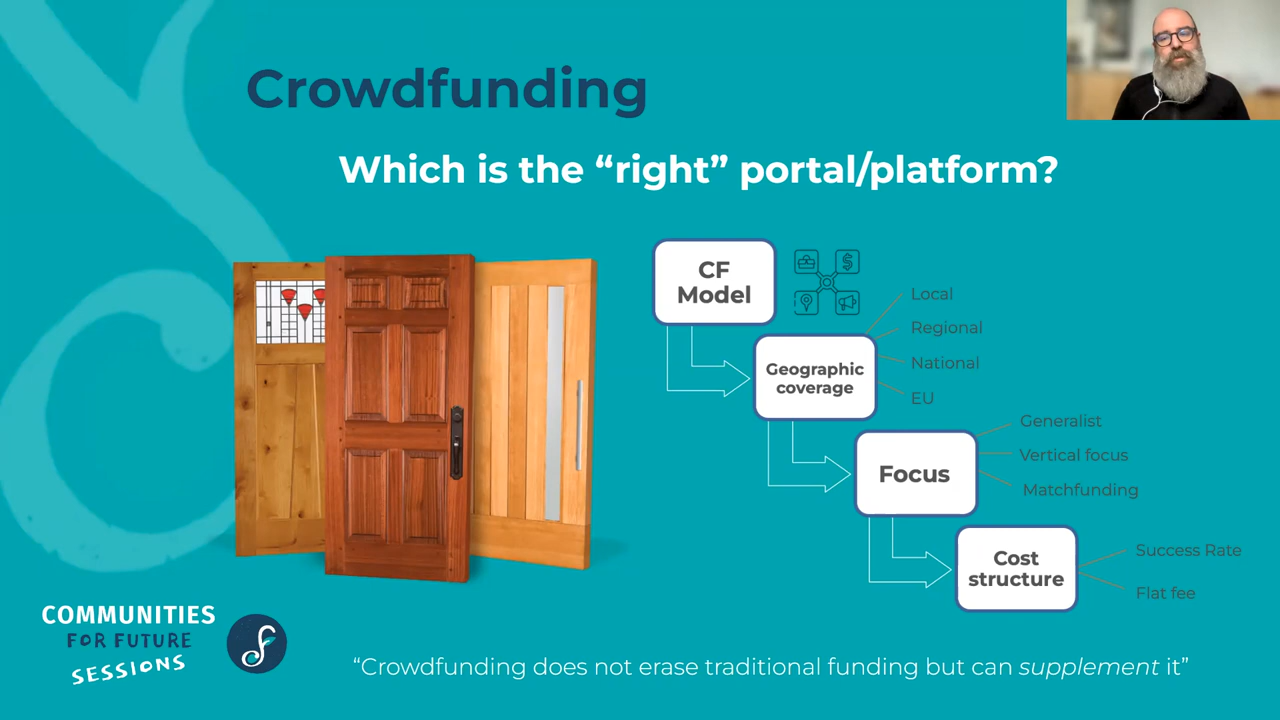 Crowdfunding
Which is the “right” portal/platform?
CF
Model
$
Local
Regional
National
EU
Geographic
coverage
Generalist
Vertical focus
Matchfunding
Focus
Success Rate
Flat fee
Cost
structure
COMMUNITIES
FOR FUTURE
SESSIONS
“Crowdfunding does not erase traditional funding but can supplement it”